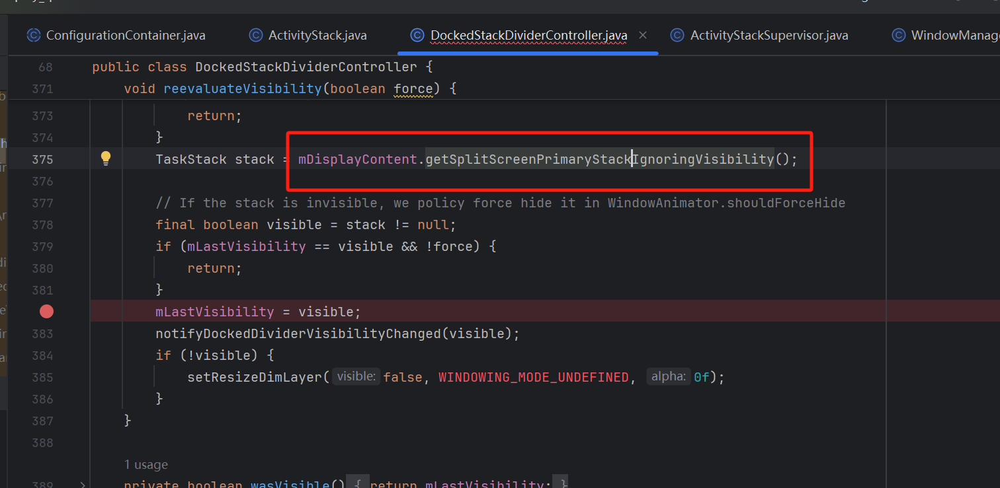 ConfigurationContainer.java ActivityStack.java DockedStackDividerController.java ActivityStackSupervisor.java WindowManag
68 public class DockedStackDividerController {
371 void reevaluateVisibility(boolean force) {
373 return;
374 }
375 TaskStack stack = mDisplayContent.getSplitScreenPrimaryStackIgnoringVisibility();
376
377 // If the stack is invisible, we policy force hide it in WindowAnimator.shouldForceHide
378 final boolean visible = stack != null;
379 if (mLastVisibility == visible && !force) {
380 return;
381 }
mLastVisibility = visible;
383 notifyDockedDividerVisibilityChanged(visible);
384 if (!visible) {
385 setResizeDimLayer( visible: false, WINDOWING_MODE_UNDEFINED, alpha: 0f);
386 }
387 }
388
1 usage
389 private boolean wasVisible() { return mLastVisibility; }